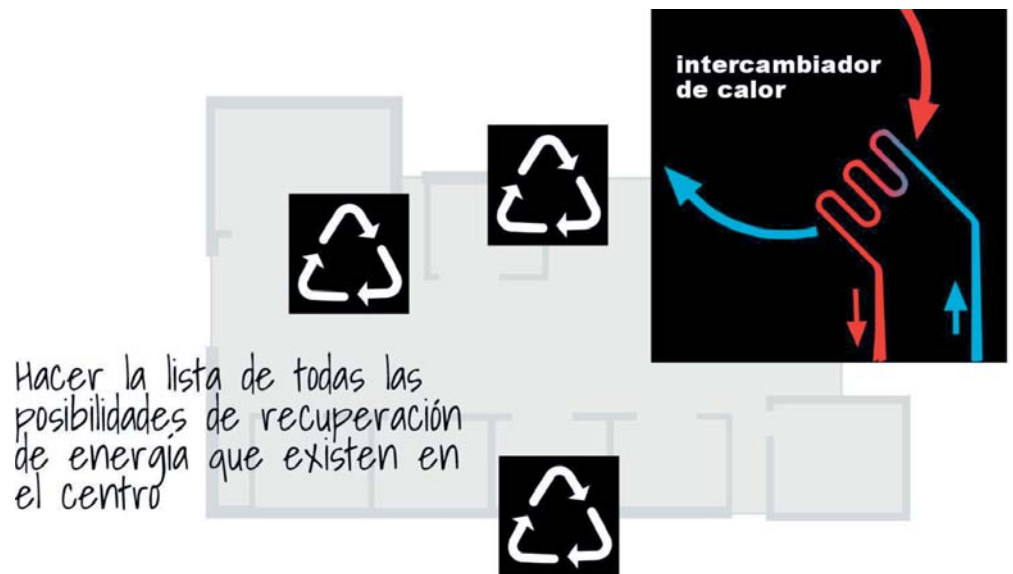 intercambiador
de calor
Hacer la lista de todas las
posibilidades de recuperación
de energía que existen en
el centro